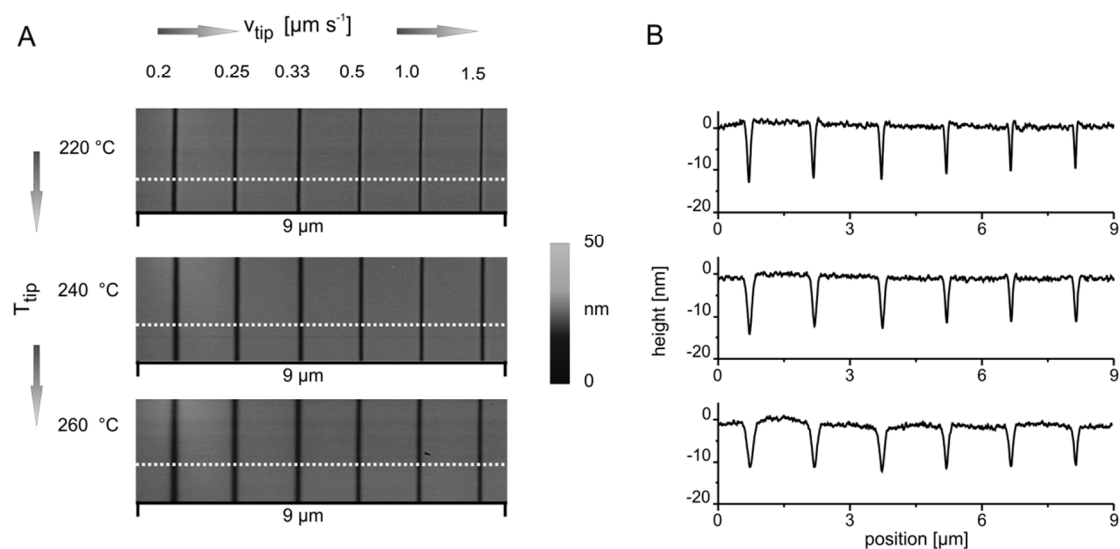 A
v_tip [µm s⁻¹]
0.2 0.25 0.33 0.5 1.0 1.5
T_tip
220 °C
9 µm
240 °C
9 µm
260 °C
9 µm
50
nm
0
B
height [nm]
0
-10
-20
0 3 6 9
0
-10
-20
0 3 6 9
0
-10
-20
0 3 6 9
position [µm]